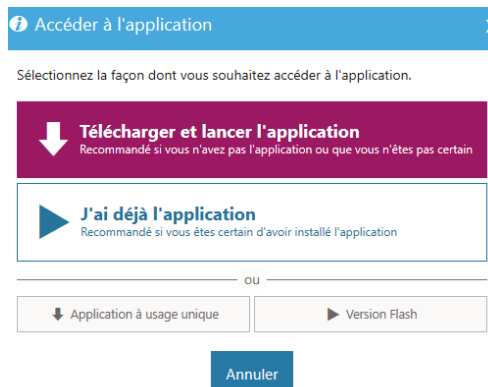 Accéder à l'application
Sélectionnez la façon dont vous souhaitez accéder à l'application.
Télécharger et lancer l'application
Recommandé si vous n'avez pas l'application ou que vous n'êtes pas certain
J'ai déjà l'application
Recommandé si vous êtes certain d'avoir installé l'application
ou
Application à usage unique
Version Flash
Annuler